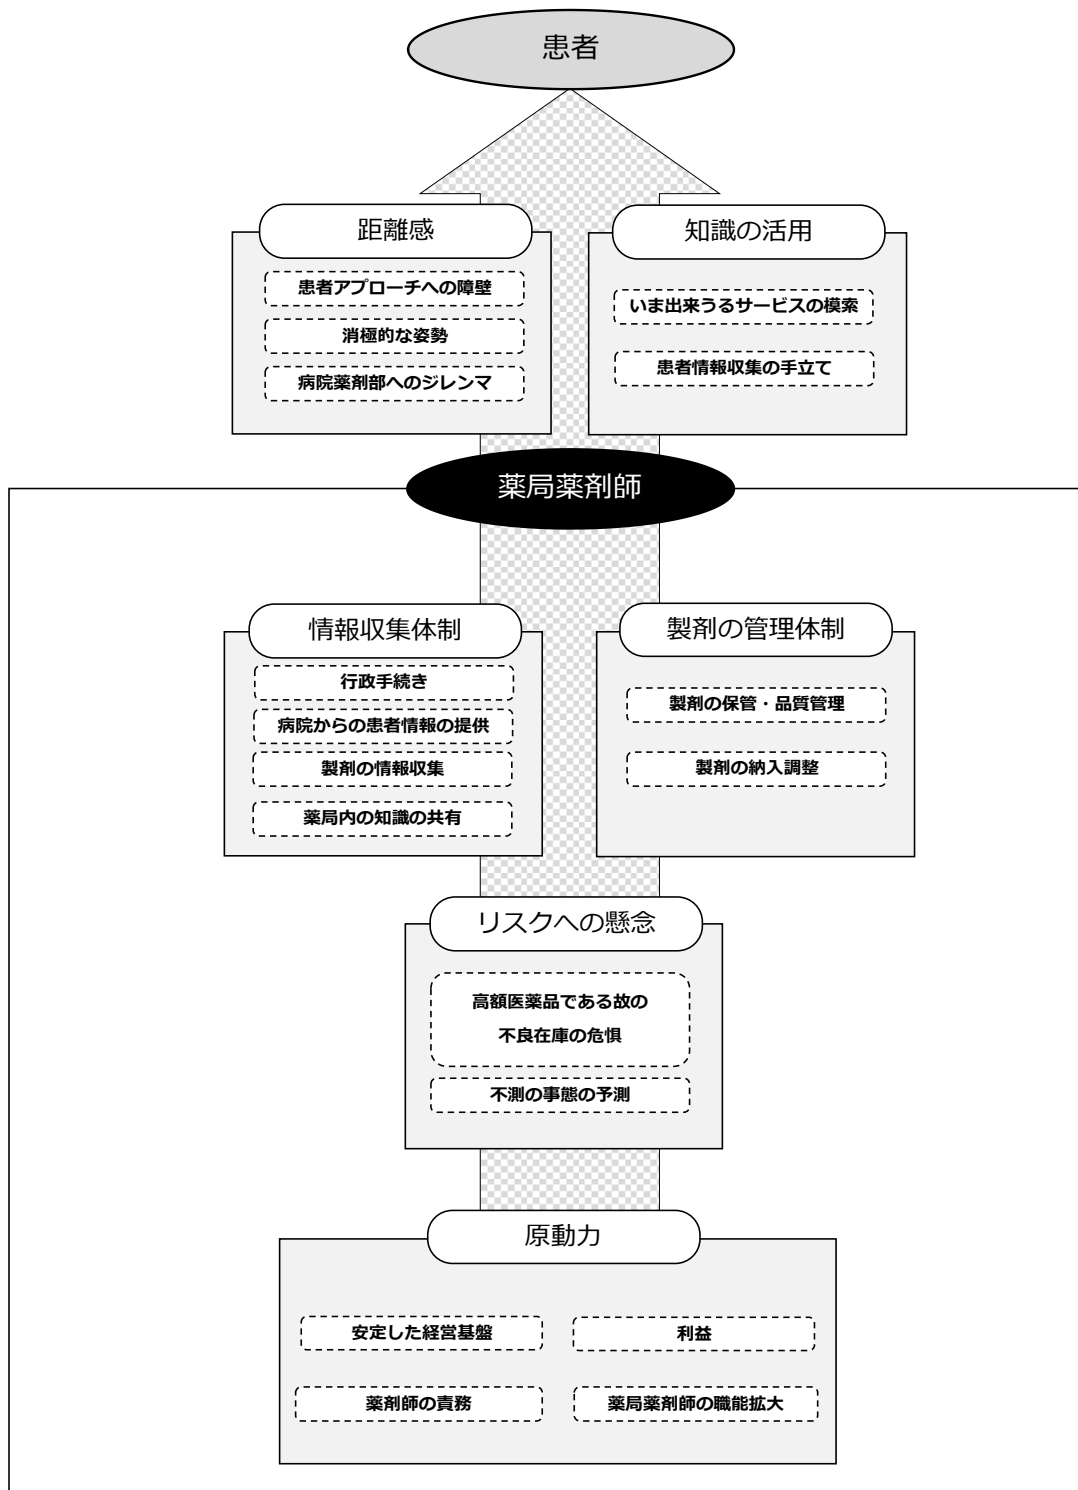 患者
距離感
患者アプローチへの障壁
消極的な姿勢
病院薬剤部へのジレンマ
知識の活用
いま出来うるサービスの模索
患者情報収集の手立て
薬局薬剤師
情報収集体制
行政手続き
病院からの患者情報の提供
製剤の情報収集
薬局内の知識の共有
製剤の管理体制
製剤の保管・品質管理
製剤の納入調整
リスクへの懸念
高額医薬品である故の
不良在庫の危惧
不測の事態の予測
原動力
安定した経営基盤
利益
薬剤師の責務
薬局薬剤師の職能拡大